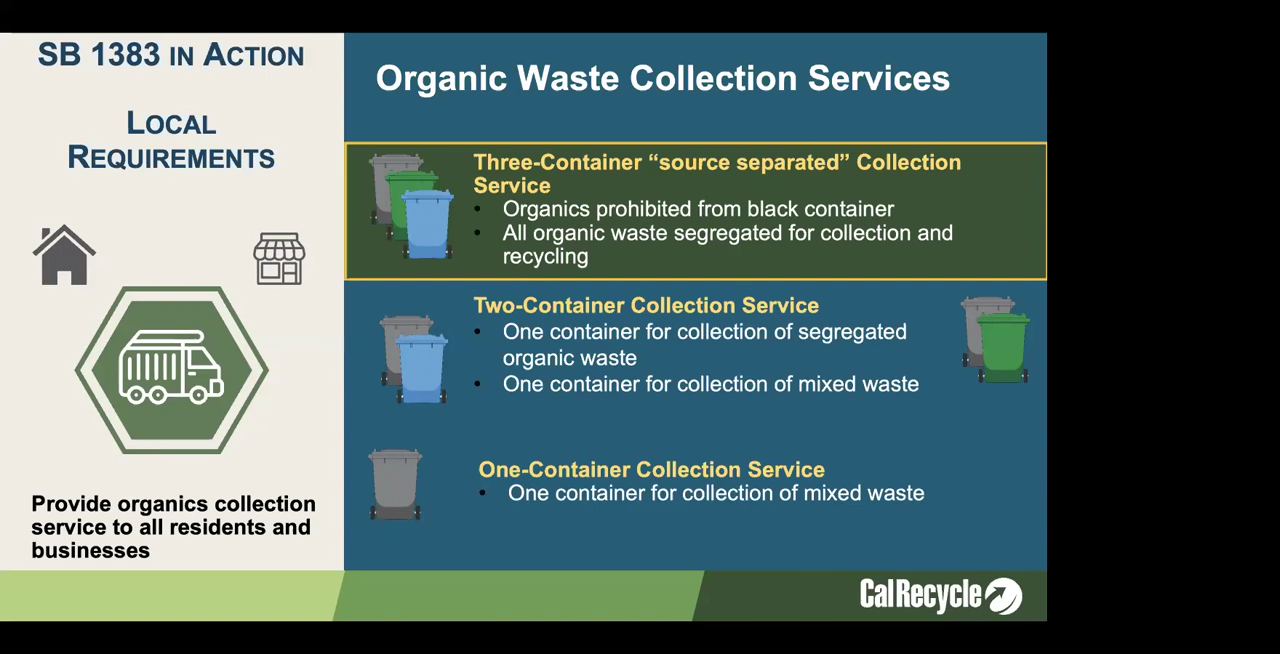 SB 1383 IN ACTION
LOCAL
REQUIREMENTS
Provide organics collection
service to all residents and
businesses
Organic Waste Collection Services
Three-Container “source separated” Collection
Service
• Organics prohibited from black container
• All organic waste segregated for collection and
recycling
Two-Container Collection Service
• One container for collection of segregated
organic waste
• One container for collection of mixed waste
One-Container Collection Service
• One container for collection of mixed waste
CalRecycle